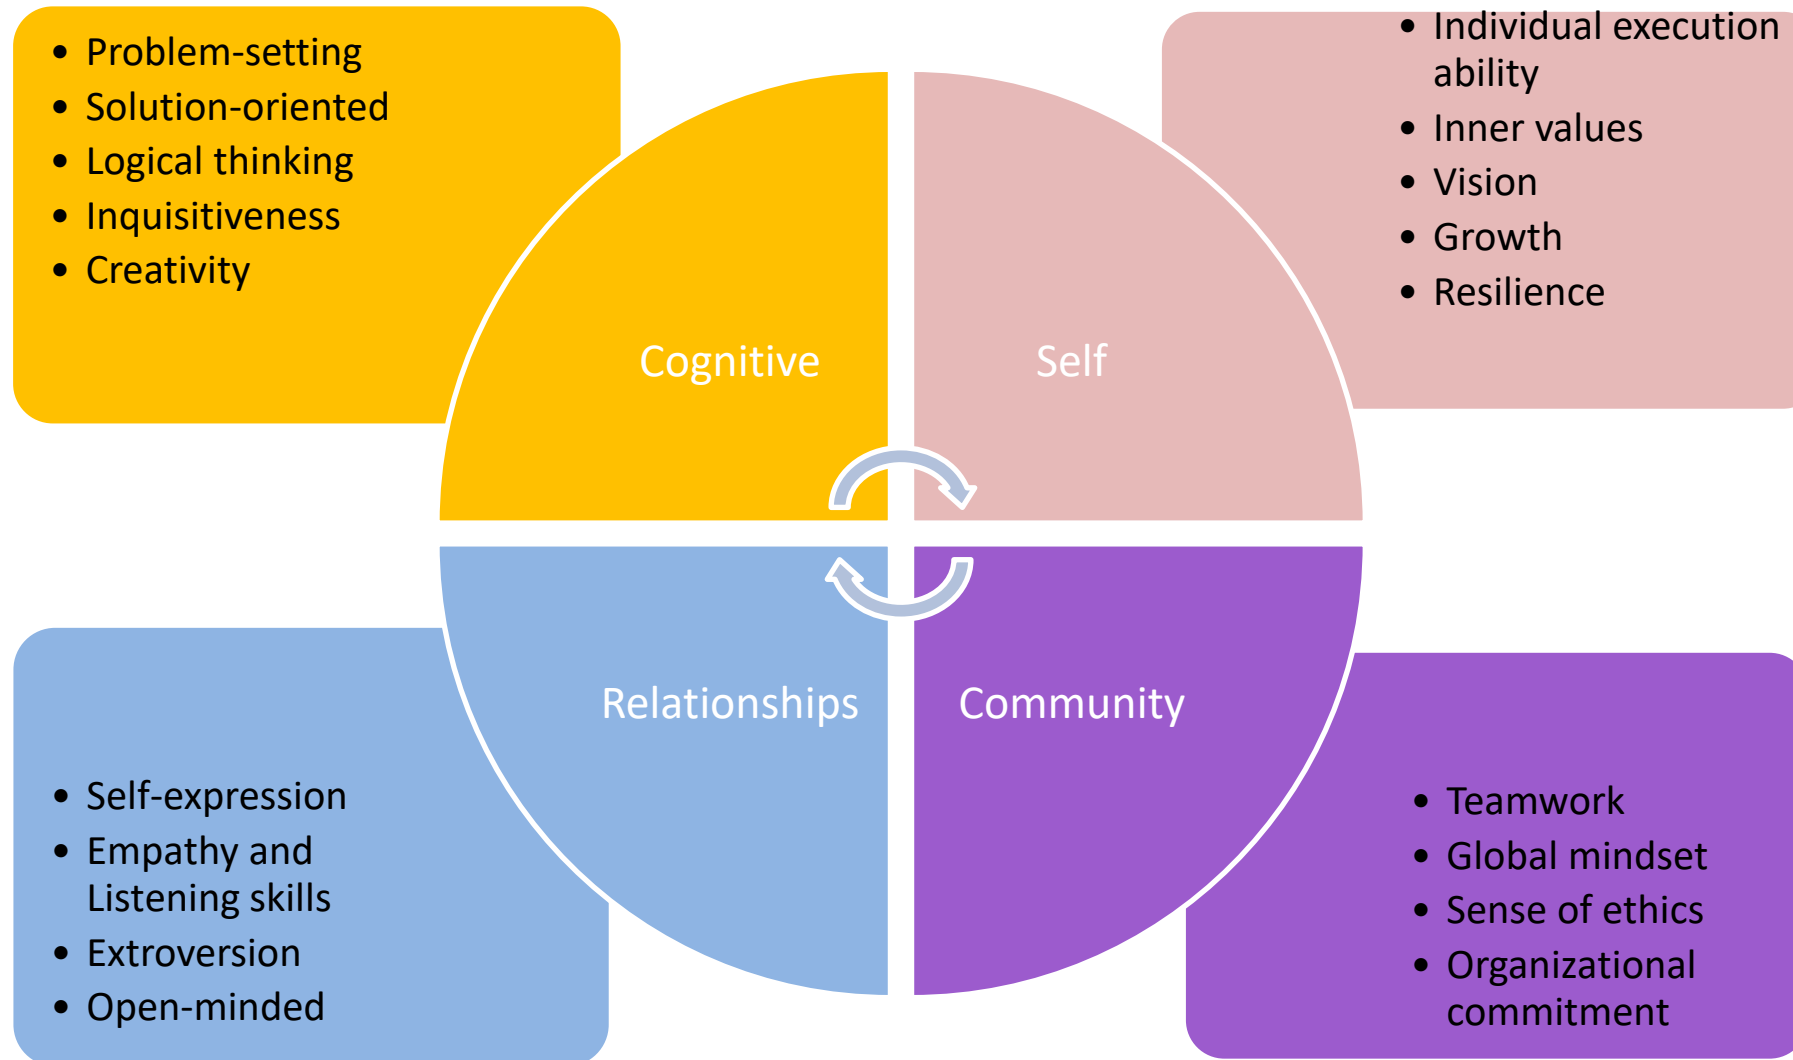 • Problem-setting
• Solution-oriented
• Logical thinking
• Inquisitiveness
• Creativity
• Individual execution
ability
• Inner values
• Vision
• Growth
• Resilience
Cognitive
Self
Relationships
Community
• Self-expression
• Empathy and
Listening skills
• Extroversion
• Open-minded
• Teamwork
• Global mindset
• Sense of ethics
• Organizational
commitment